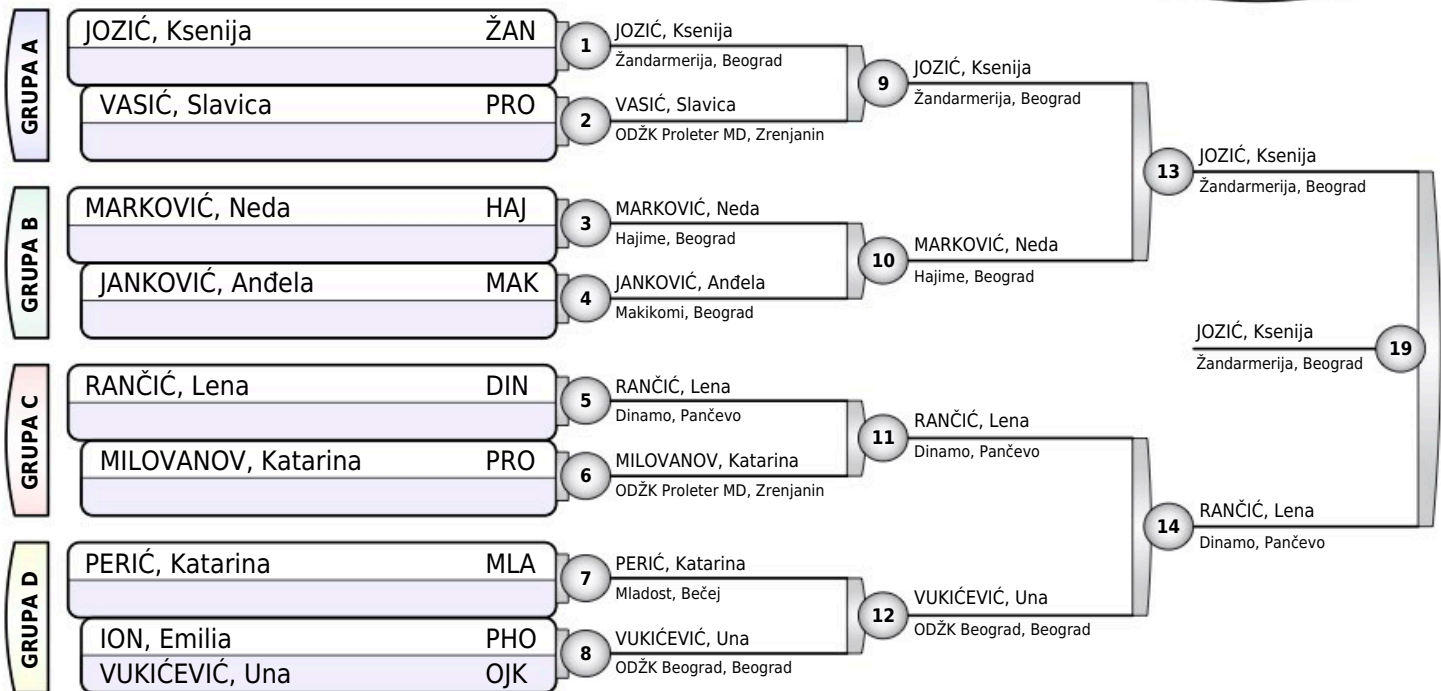 GRUPA A
JOZIĆ, Ksenija ŽAN
VASIĆ, Slavica PRO
GRUPA B
MARKOVIĆ, Neda HAJ
JANKOVIĆ, Anđela MAK
GRUPA C
RANČIĆ, Lena DIN
MILOVANOV, Katarina PRO
GRUPA D
PERIĆ, Katarina MLA
ION, Emilia PHO
VUKIĆEVIĆ, Una OJK
1
JOZIĆ, Ksenija
Žandarmerija, Beograd
2
VASIĆ, Slavica
ODŽK Proleter MD, Zrenjanin
3
MARKOVIĆ, Neda
Hajime, Beograd
4
JANKOVIĆ, Anđela
Makikomi, Beograd
5
RANČIĆ, Lena
Dinamo, Pančevo
6
MILOVANOV, Katarina
ODŽK Proleter MD, Zrenjanin
7
PERIĆ, Katarina
Mladost, Bečej
8
VUKIĆEVIĆ, Una
ODŽK Beograd, Beograd
9
JOZIĆ, Ksenija
Žandarmerija, Beograd
10
MARKOVIĆ, Neda
Hajime, Beograd
11
RANČIĆ, Lena
Dinamo, Pančevo
12
VUKIĆEVIĆ, Una
ODŽK Beograd, Beograd
13
JOZIĆ, Ksenija
Žandarmerija, Beograd
14
RANČIĆ, Lena
Dinamo, Pančevo
JOZIĆ, Ksenija
Žandarmerija, Beograd
19